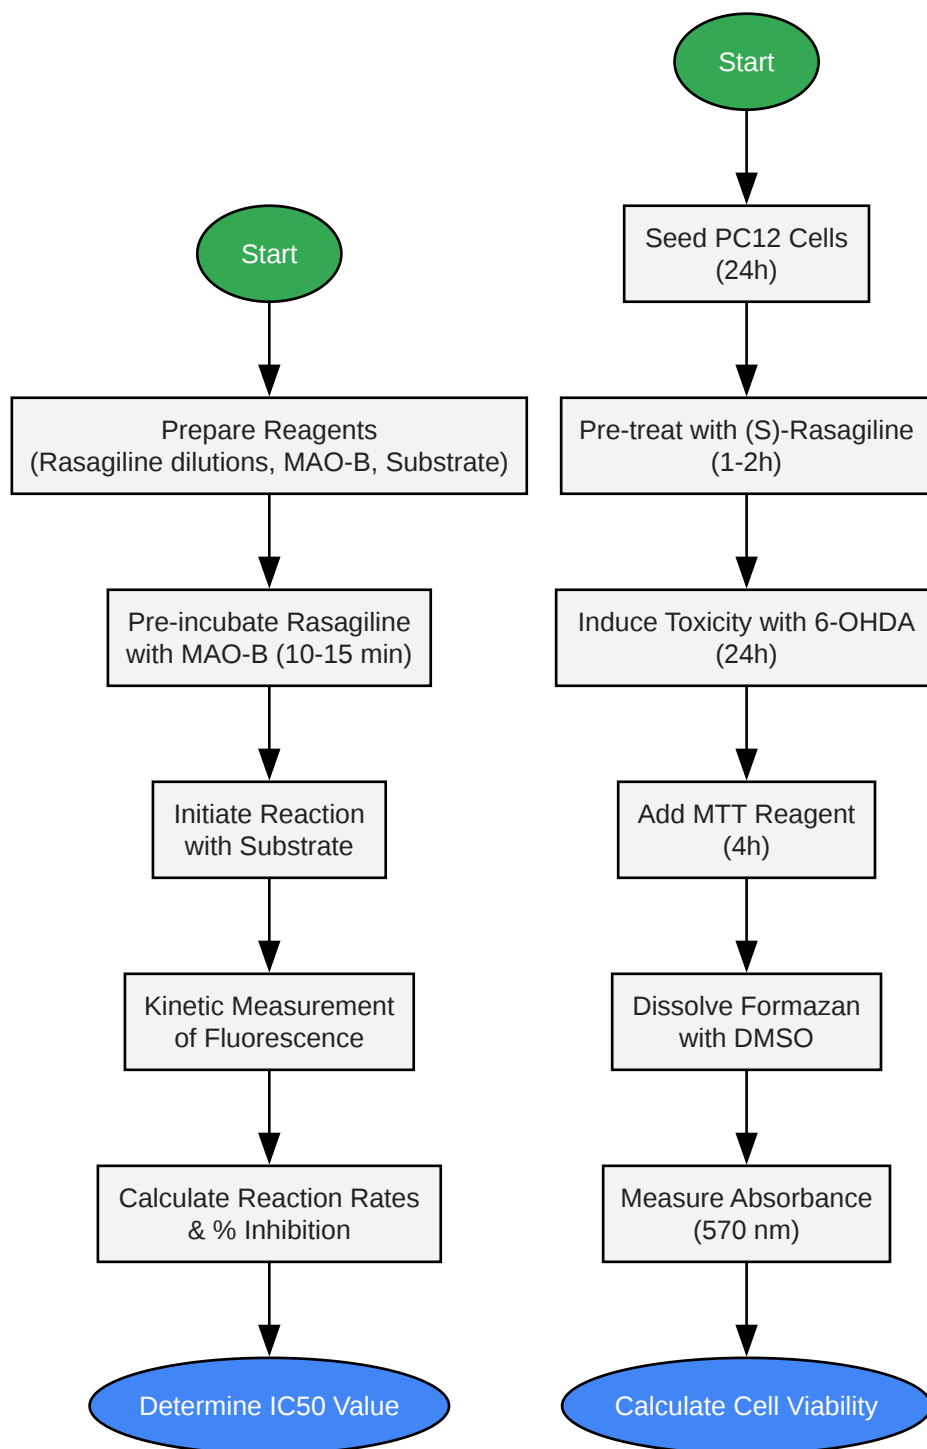 Start
Prepare Reagents
(Rasagiline dilutions, MAO-B, Substrate)
Pre-incubate Rasagiline
with MAO-B (10-15 min)
Initiate Reaction
with Substrate
Kinetic Measurement
of Fluorescence
Calculate Reaction Rates
& % Inhibition
Determine IC50 Value
Start
Seed PC12 Cells
(24h)
Pre-treat with (S)-Rasagiline
(1-2h)
Induce Toxicity with 6-OHDA
(24h)
Add MTT Reagent
(4h)
Dissolve Formazan
with DMSO
Measure Absorbance
(570 nm)
Calculate Cell Viability